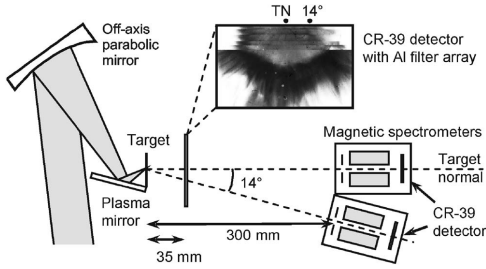 TN 14°
Off-axis
parabolic
mirror
CR-39 detector
with Al filter array
Target
Magnetic spectrometers
Target
normal
14°
Plasma
mirror
CR-39
detector
300 mm
35 mm